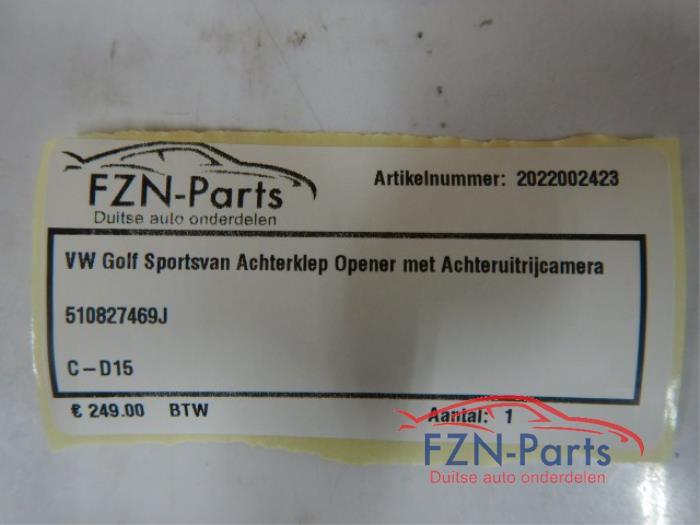 FZN-Parts
Duitse auto onderdelen
Artikelnummer: 2022002423
VW Golf Sportsvan Achterklep Opener met Achteruitrijcamera
510827469J
C-D15
€ 249.00 BTW
Aantal: 1
FZN-Parts
Duitse auto onderdelen